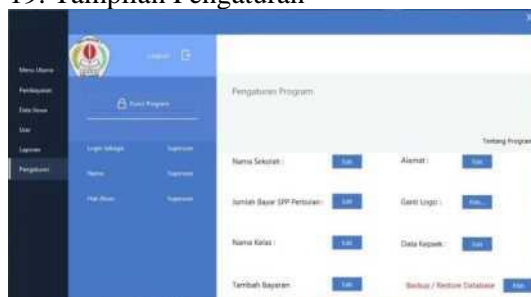 19. Tampilan Pengaturan
Menu Utama
Pembayaran
Data Siswa
User
Laporan
Pengaturan
Logout
Kunci Program
Login Sebagai
Supervisor
Nama
Supervisor
Hak Akses
Supervisor
Pengaturan Program
Tentang Program
Nama Sekolah :
Edit
Alamat :
Edit
Jumlah Bayar SPP Perbulan :
Edit
Ganti Logo :
Nama Kelas :
Edit
Data Kepsek :
Edit
Tambah Bayaran
Edit
Backup / Restore Database